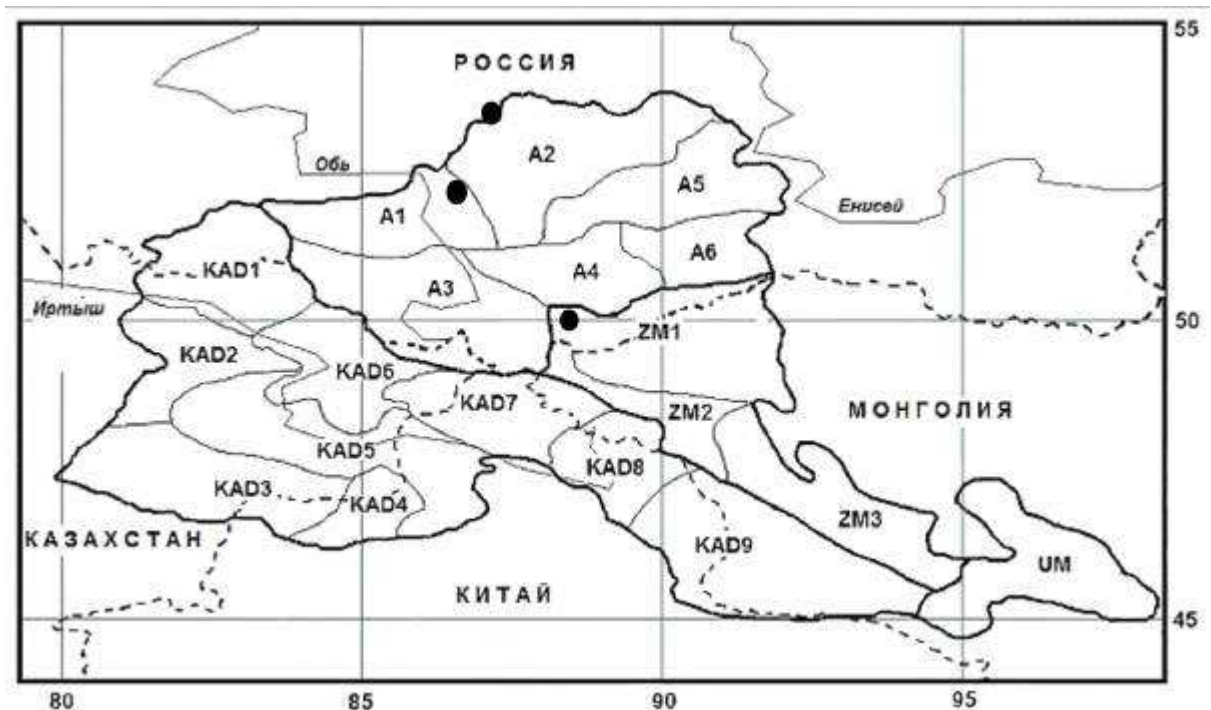 55
РОССИЯ
A2
Обь
A5
A1
Енисей
KAD1
A6
A4
A3
Иртыш
50
ZM1
KAD2
KAD6
KAD7
ZM2
МОНГОЛИЯ
KAD5
KAD8
KAD3
KAD4
ZM3
КАЗАХСТАН
KAD9
UM
КИТАЙ
45
80
85
90
95